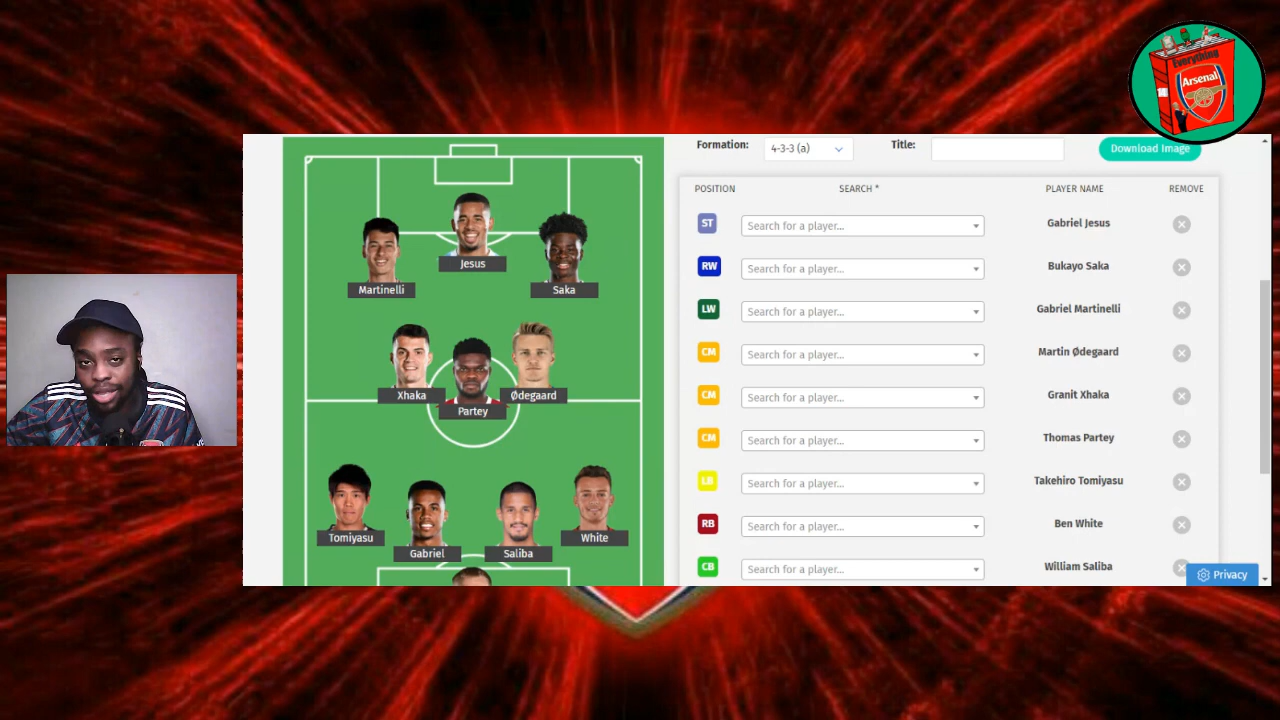 Everything
Arsenal
Formation:
4-3-3 (a)
Title:
Download Image
POSITION
SEARCH *
PLAYER NAME
REMOVE
ST
Search for a player...
Gabriel Jesus
RW
Search for a player...
Bukayo Saka
LW
Search for a player...
Gabriel Martinelli
CM
Search for a player...
Martin Ødegaard
CM
Search for a player...
Granit Xhaka
CM
Search for a player...
Thomas Partey
LB
Search for a player...
Takehiro Tomiyasu
RB
Search for a player...
Ben White
CB
Search for a player...
William Saliba
Privacy
Jesus
Martinelli
Saka
Xhaka
Ødegaard
Partey
Tomiyasu
White
Gabriel
Saliba